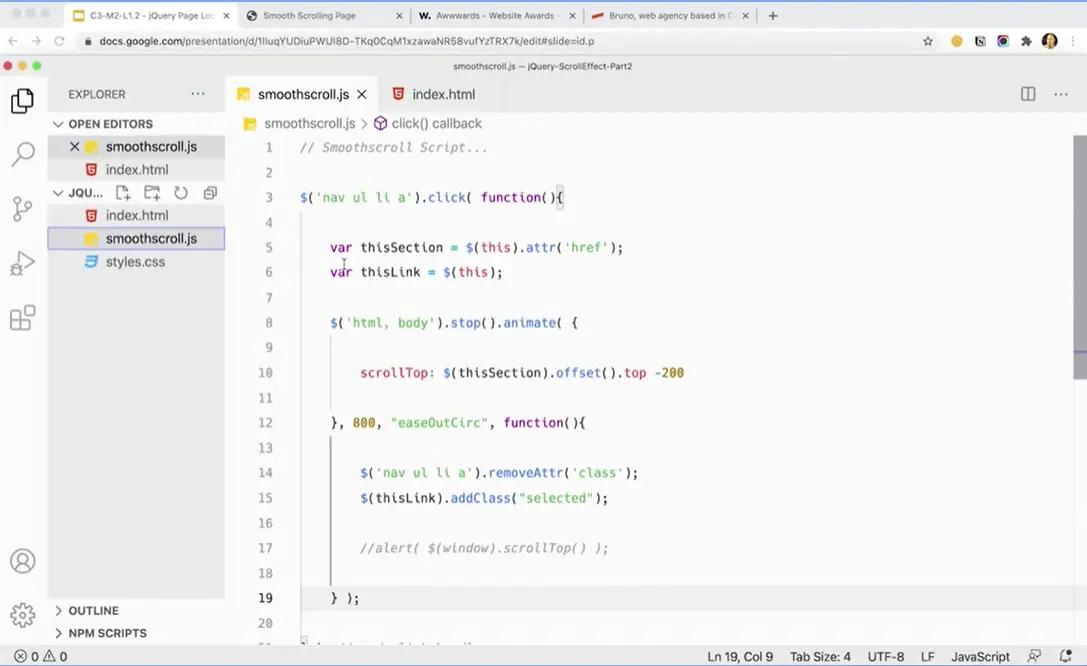 C3-M2-L1.2 - jQuery Page Lo
Smooth Scrolling Page
W. Awwwards - Website Awards
Bruno, web agency based in C
docs.google.com/presentation/d/
/edit#slide=id.p
smoothscroll.js — jQuery-ScrollEffect-Part2
EXPLORER
smoothscroll.js
index.html
OPEN EDITORS
smoothscroll.js > click() callback
smoothscroll.js
index.html
JQU...
index.html
smoothscroll.js
styles.css
OUTLINE
NPM SCRIPTS
1 // Smoothscroll Script...
2
3 $('nav ul li a').click( function(){
4
5 var thisSection = $(this).attr('href');
6 var thisLink = $(this);
7
8 $('html, body').stop().animate( {
9
10 scrollTop: $(thisSection).offset().top -200
11
12 }, 800, "easeOutCirc", function(){
13
14 $('nav ul li a').removeAttr('class');
15 $(thisLink).addClass("selected");
16
17 //alert( $(window).scrollTop() );
18
19 } );
20
0 0
Ln 19, Col 9 Tab Size: 4 UTF-8 LF JavaScript